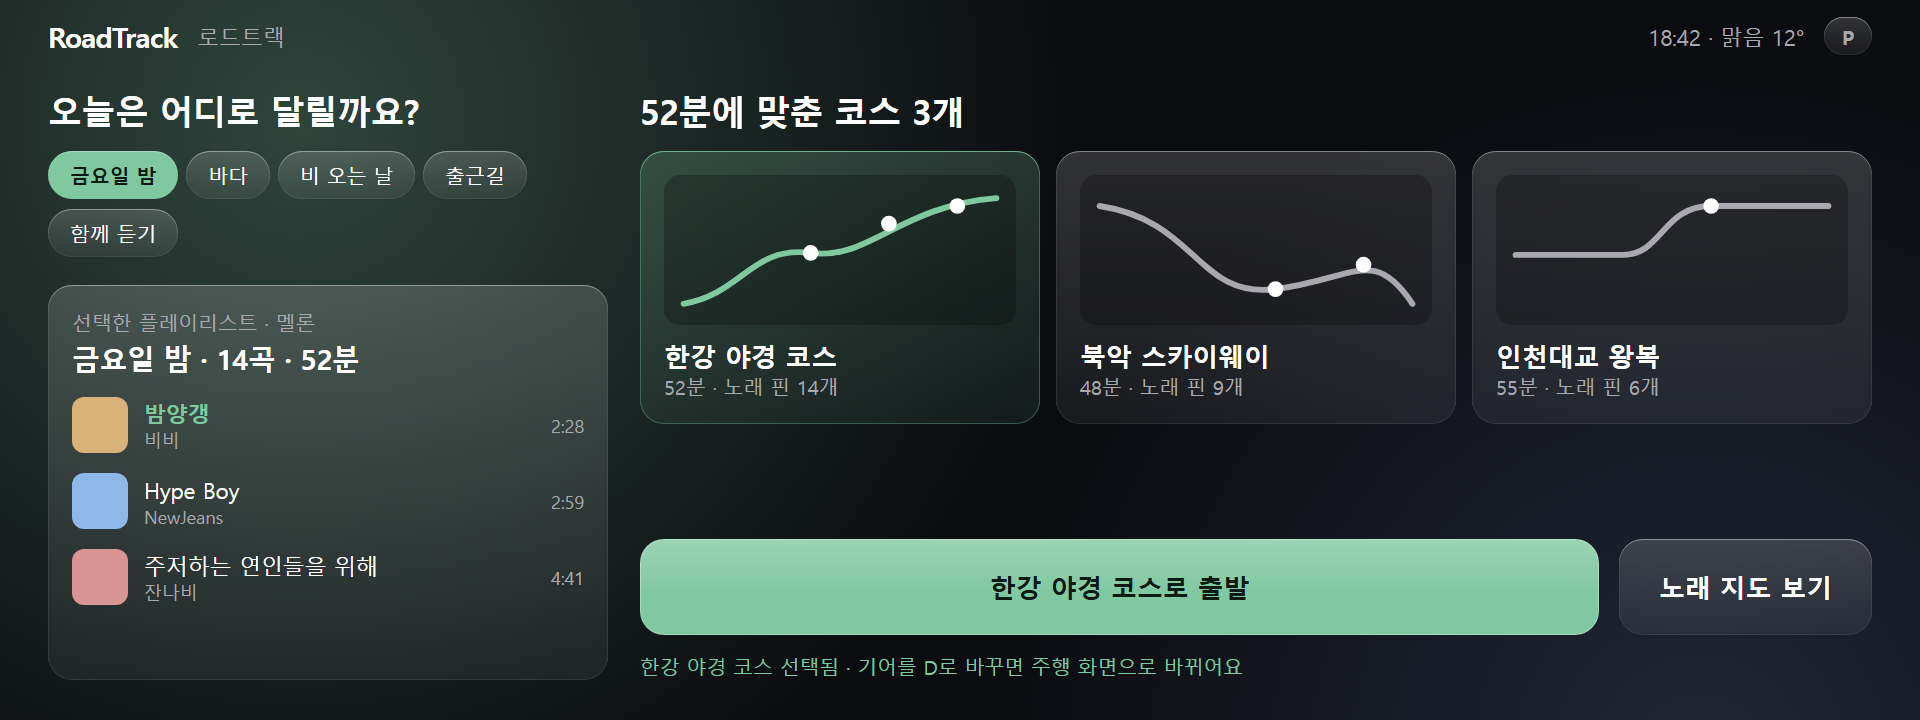 RoadTrack 로드트랙
18:42 · 맑음 12°
P
오늘은 어디로 달릴까요?
금요일 밤
바다
비 오는 날
출근길
함께 듣기
선택한 플레이리스트 · 멜론
금요일 밤 · 14곡 · 52분
밤양갱
비비
2:28
Hype Boy
NewJeans
2:59
주저하는 연인들을 위해
잔나비
4:41
52분에 맞춘 코스 3개
한강 야경 코스
52분 · 노래 핀 14개
북악 스카이웨이
48분 · 노래 핀 9개
인천대교 왕복
55분 · 노래 핀 6개
한강 야경 코스로 출발
노래 지도 보기
한강 야경 코스 선택됨 · 기어를 D로 바꾸면 주행 화면으로 바뀌어요